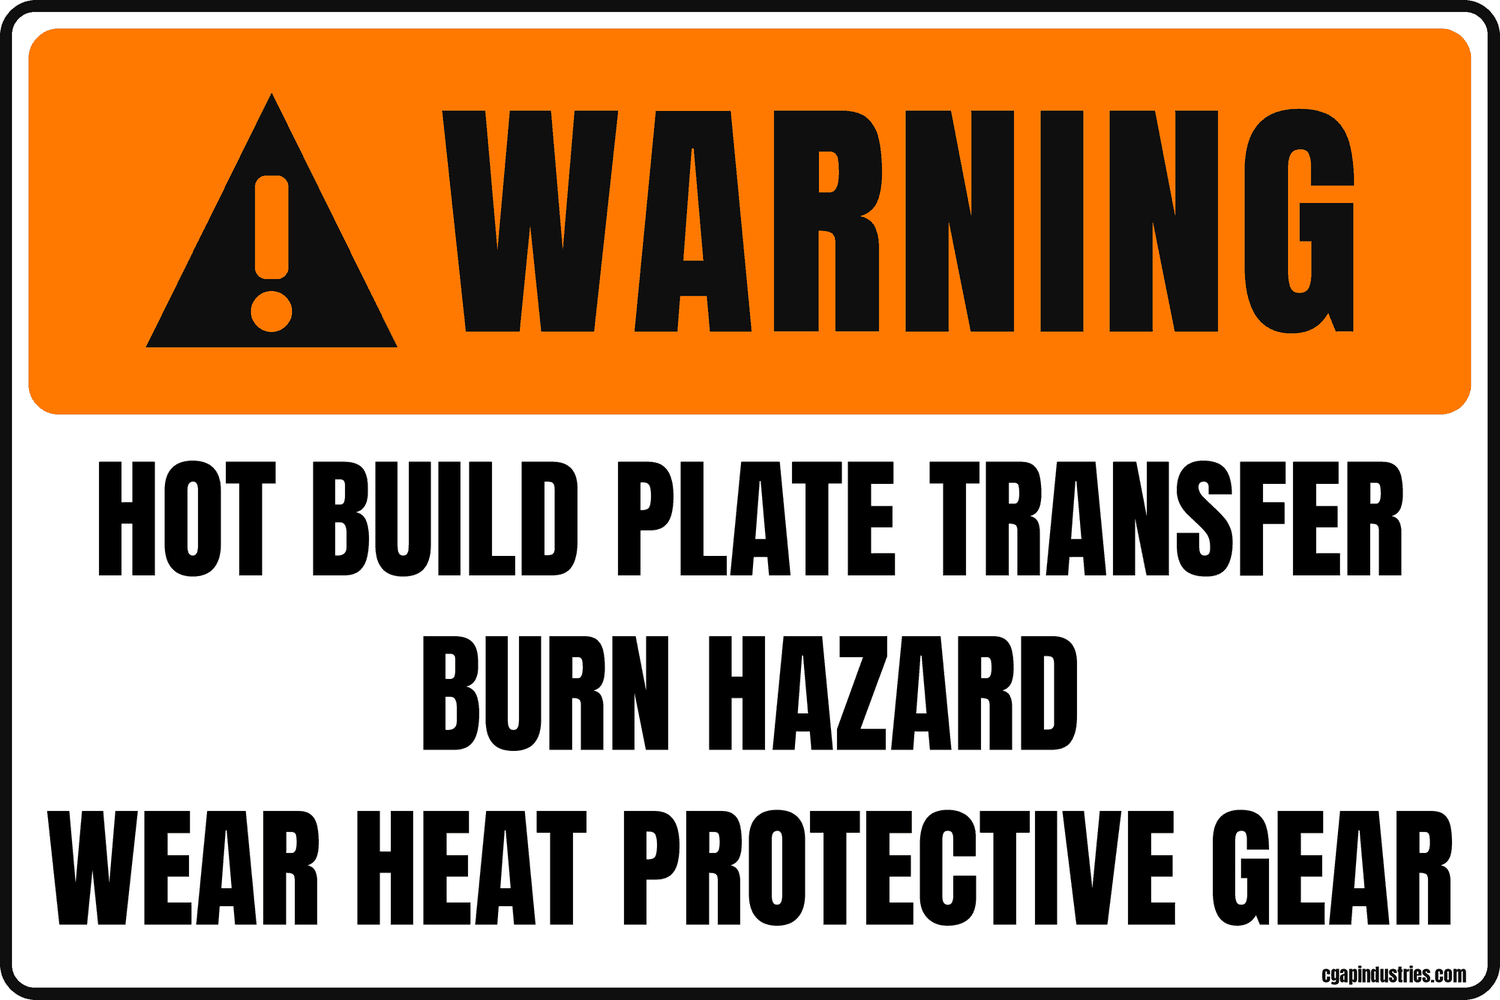 WARNING
HOT BUILD PLATE TRANSFER
BURN HAZARD
WEAR HEAT PROTECTIVE GEAR
cgapindustries.com